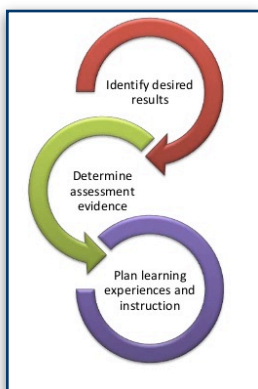 Identify desired
results
Determine
assessment
evidence
Plan learning
experiences and
instruction